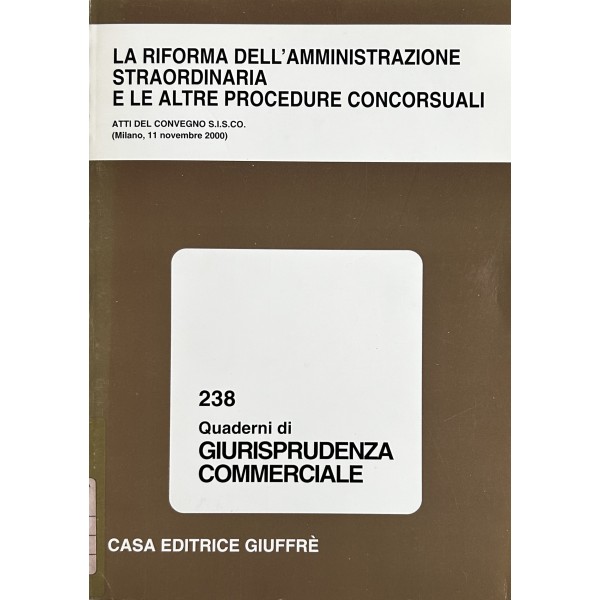 LA RIFORMA DELL'AMMINISTRAZIONE
STRAORDINARIA
E LE ALTRE PROCEDURE CONCORSUALI
ATTI DEL CONVEGNO S.I.S.CO.
(Milano, 11 novembre 2000)
238
Quaderni di
GIURISPRUDENZA
COMMERCIALE
CASA EDITRICE GIUFFRÈ